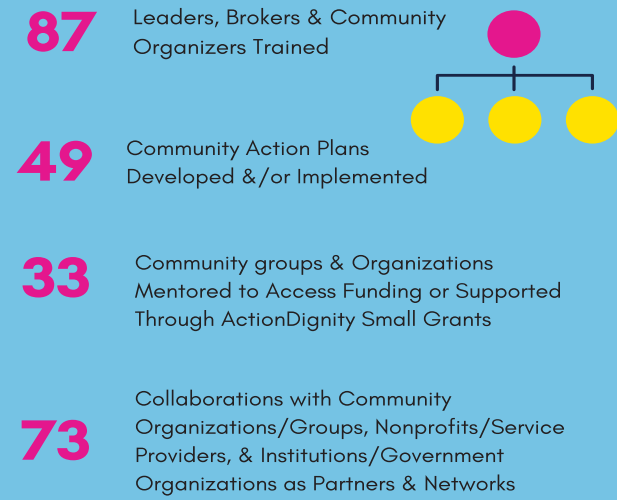 87
Leaders, Brokers & Community
Organizers Trained
49
Community Action Plans
Developed &/or Implemented
33
Community groups & Organizations
Mentored to Access Funding or Supported
Through ActionDignity Small Grants
73
Collaborations with Community
Organizations/Groups, Nonprofits/Service
Providers, & Institutions/Government
Organizations as Partners & Networks